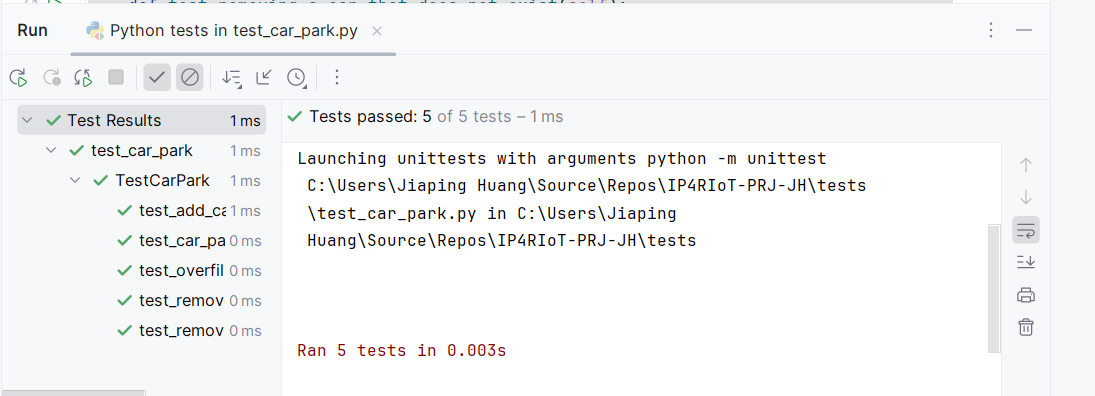 def test_removing_a_car_that_does_not_exist(self):
Run
Python tests in test_car_park.py
Test Results 1 ms
test_car_park 1 ms
TestCarPark 1 ms
test_add_ca 1 ms
test_car_pa 0 ms
test_overfil 0 ms
test_remov 0 ms
test_remov 0 ms
Tests passed: 5 of 5 tests – 1 ms
Launching unittests with arguments python -m unittest
C:\Users\Jiaping Huang\Source\Repos\IP4RIoT-PRJ-JH\tests
\test_car_park.py in C:\Users\Jiaping
Huang\Source\Repos\IP4RIoT-PRJ-JH\tests
Ran 5 tests in 0.003s